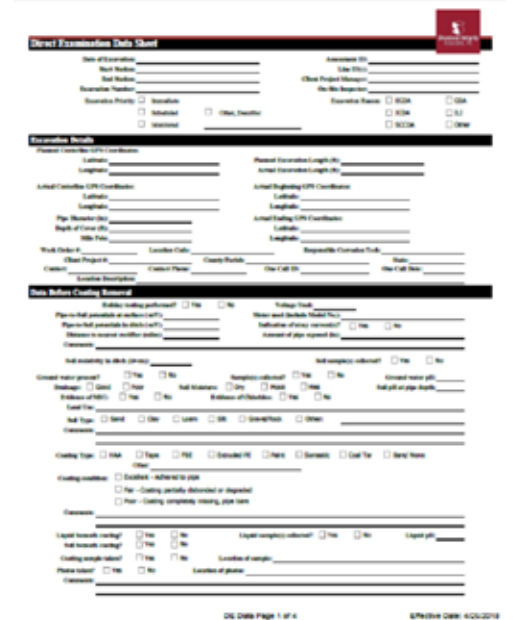 Direct Examination Data Sheet
Date of Excavation: Assessment ID:
Start Station: Line ID(s):
End Station: Client Project Manager:
Excavation Number: On-Site Inspector:
Excavation Priority: Immediate Excavation Reason: ECDA CDA
Scheduled Other, Describe: ICDA ILI
Monitored SCCDA Other
Excavation Details
Planned Centerline GPS Coordinates:
Latitude: Planned Excavation Length (ft):
Longitude: Actual Excavation Length (ft):
Actual Centerline GPS Coordinates: Actual Beginning GPS Coordinates:
Latitude: Latitude:
Longitude: Longitude:
Pipe Diameter (in): Actual Ending GPS Coordinates:
Depth of Cover (ft): Latitude:
Mile Post: Longitude:
Work Order #: Location Code: Responsible Corrosion Tech:
Client Project #: County/Parish: State:
Contact: Contact Phone: One Call ID: One Call Date:
Location Description:
Data Before Coating Removal
Holiday testing performed? Yes No Voltage Used:
Pipe-to-Soil potentials at surface (mV): Meter used (include Model No.):
Pipe-to-Soil potentials in ditch (mV): Indication of stray currents? Yes No
Distance to nearest rectifier (miles): Amount of pipe exposed (ft):
Comments:
Soil resistivity in ditch Soil sample(s) collected? Yes No
Ground water present? Yes No Sample(s) collected? Yes No Ground water pH:
Drainage: Good Poor Soil Moisture: Dry Moist Wet Soil pH at pipe depth:
Evidence of MIC: Yes No Evidence of Chlorides: Yes No
Land Use:
Soil Type: Sand Clay Loam Silt Gravel/Rock Other:
Comments:
Coating Type: Tape FBE Extruded PE Paint Somastic Coal Tar Bare/ None
Other:
Coating condition: Excellent - Adhered to pipe
Fair - Coating partially disbonded or degraded
Poor - Coating completely missing, pipe bare
Comments:
Liquid beneath coating? Yes No Liquid sample(s) collected? Yes No Liquid pH:
Soil beneath coating? Yes No
Coating sample taken? Yes No Location of sample:
Photos taken? Yes No Location of photos:
Comments:
DE Data Page 1 of 4 Effective Date: 4/25/2018